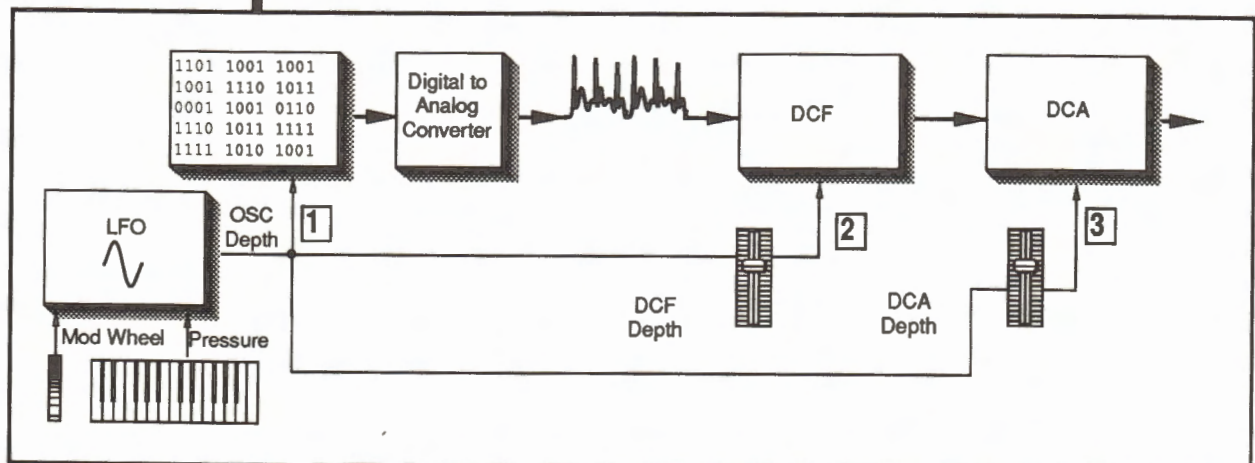 1101 1001 1001
1001 1110 1011
0001 1001 0110
1110 1011 1111
1111 1010 1001
Digital to
Analog
Converter
DCF
DCA
LFO
OSC
Depth
1
2
3
DCF
Depth
DCA
Depth
Mod Wheel
Pressure